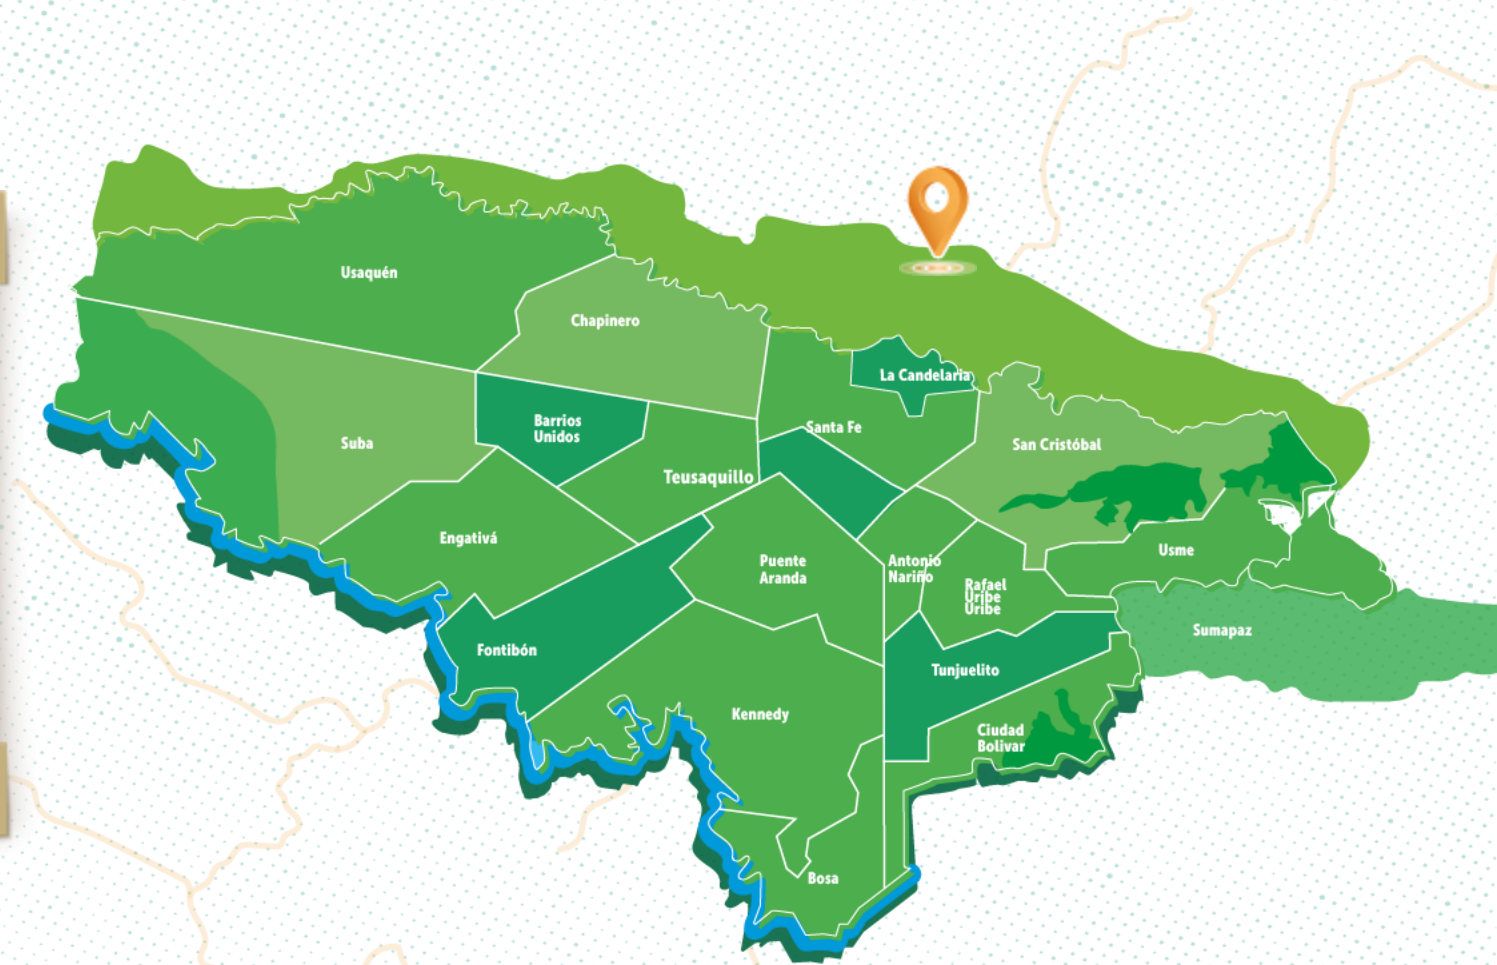 Usaquén
Chapinero
La Candelaria
Barrios
Unidos
Santa Fe
Suba
San Cristóbal
Teusaquillo
Engativá
Usme
Puente
Aranda
Antonio
Nariño
Rafael
Uribe
Uribe
Sumapaz
Fontibón
Tunjuelito
Kennedy
Ciudad
Bolivar
Bosa